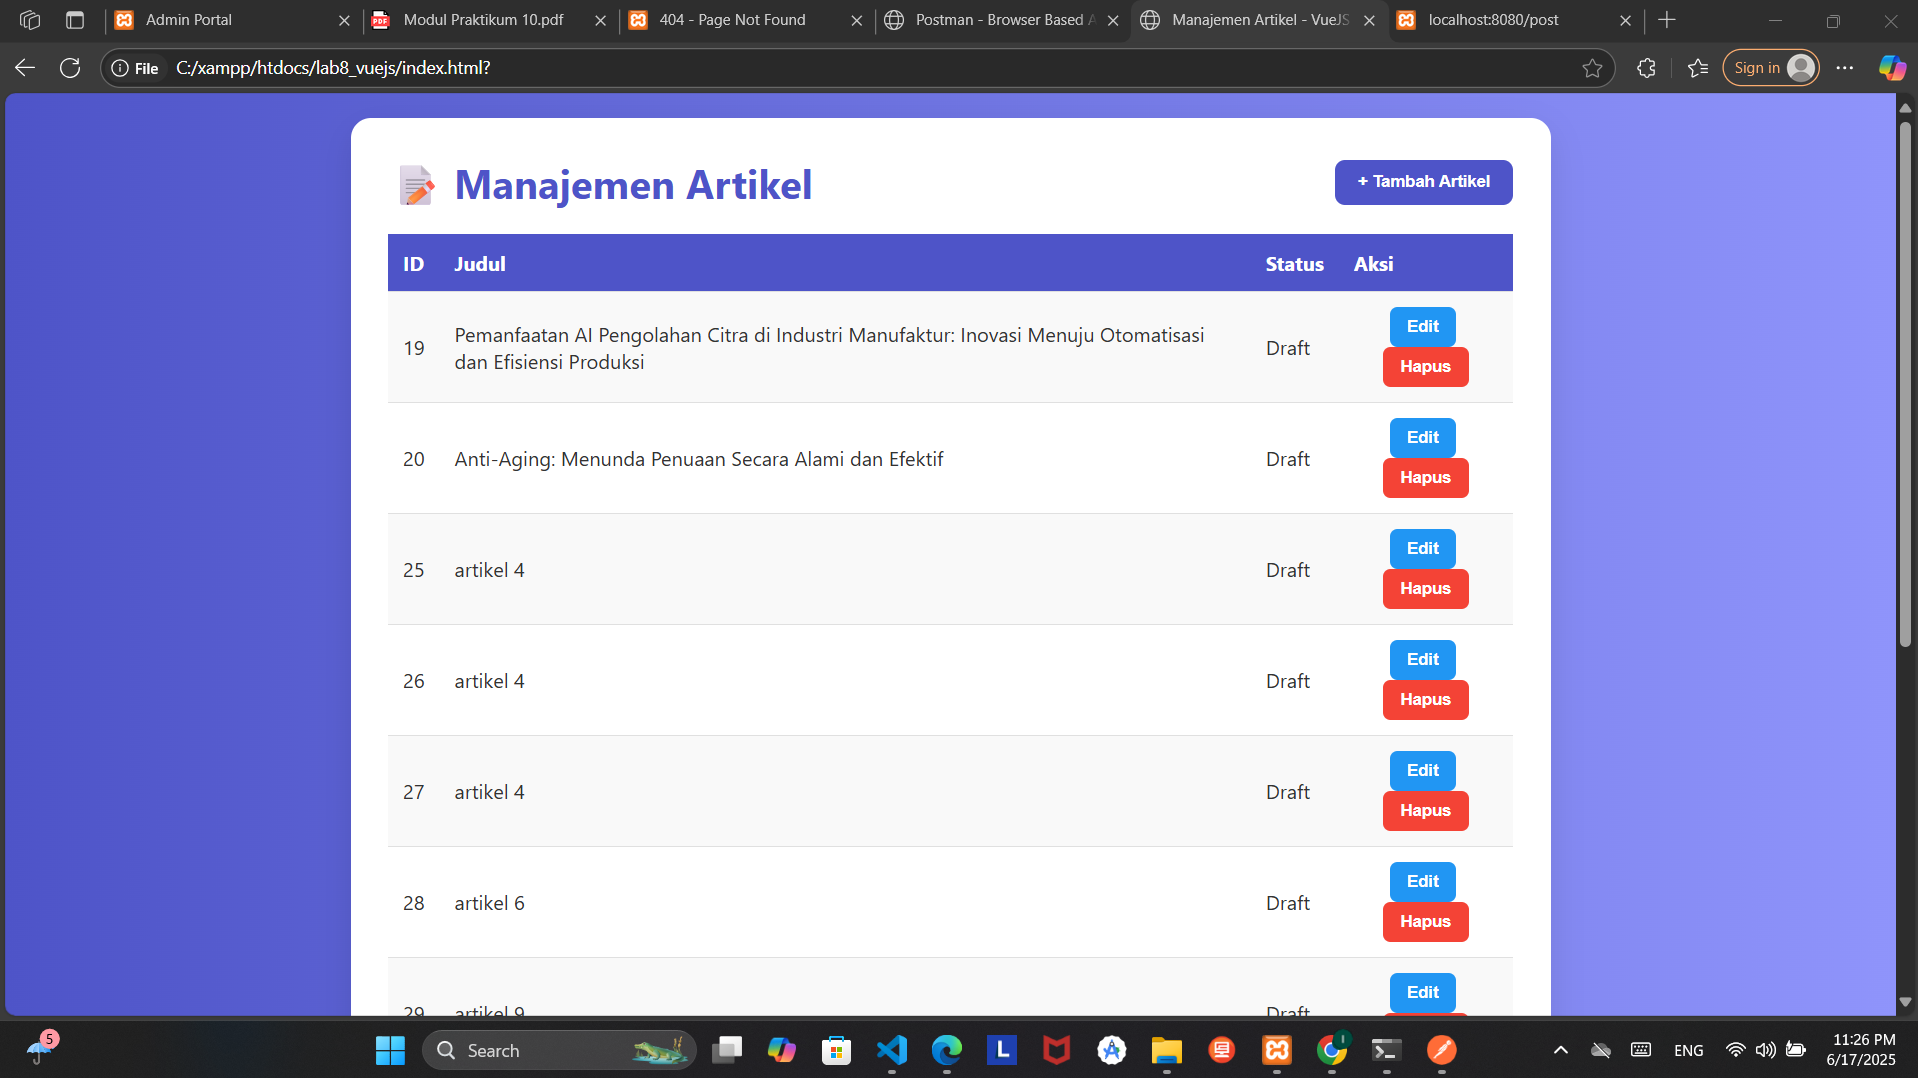 Admin Portal
Modul Praktikum 10.pdf
404 - Page Not Found
Postman - Browser Based A
Manajemen Artikel - VueJS
localhost:8080/post
File
C:/xampp/htdocs/lab8_vuejs/index.html?
Sign in
Manajemen Artikel
+ Tambah Artikel
ID Judul Status Aksi
19 Pemanfaatan AI Pengolahan Citra di Industri Manufaktur: Inovasi Menuju Otomatisasi
dan Efisiensi Produksi
Draft
Edit
Hapus
20 Anti-Aging: Menunda Penuaan Secara Alami dan Efektif Draft
Edit
Hapus
25 artikel 4 Draft
Edit
Hapus
26 artikel 4 Draft
Edit
Hapus
27 artikel 4 Draft
Edit
Hapus
28 artikel 6 Draft
Edit
Hapus
29 artikel 9 Draft
Edit
5
Search
L
ENG
11:26 PM
6/17/2025